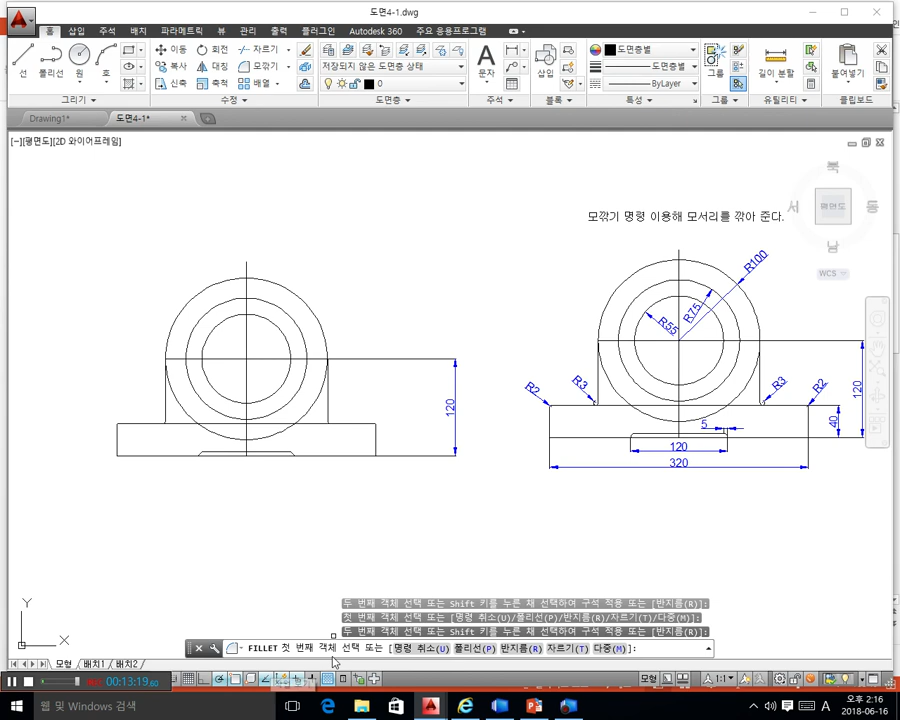 도면4-1.dwg
홈 삽입 주석 배치 파라메트릭 뷰 관리 출력 플러그인 Autodesk 360 주요 응용프로그램
선 폴리선 원 호
이동 회전 자르기
복사 대칭 모깎기
신축 축척 배열
저장되지 않은 도면층 상태
0
문자
삽입
도면층별
ByLayer
그룹
길이 분할
붙여넣기
그리기 수정 도면층 주석 블록 특성 그룹 유틸리티 클립보드
Drawing1* 도면4-1*
[−][평면도][2D 와이어프레임]
북
서 평면도 동
남
WCS
모깎기 명령 이용해 모서리를 깎아 준다.
R100
R75
R55
R2 R3 R3 R2
120
120
40
5
120
320
Y
X
두 번째 객체 선택 또는 Shift 키를 누른 채 선택하여 구석 적용 또는 [반지름(R)]:
첫 번째 객체 선택 또는 [명령 취소(U)/폴리선(P)/반지름(R)/자르기(T)/다중(M)]:
두 번째 객체 선택 또는 Shift 키를 누른 채 선택하여 구석 적용 또는 [반지름(R)]:
FILLET 첫 번째 객체 선택 또는 [명령 취소(U) 폴리선(P) 반지름(R) 자르기(T) 다중(M)]:
모형 배치1 배치2
00:13:19.60
모형 1:1
웹 및 Windows 검색
오후 2:16
2018-06-16